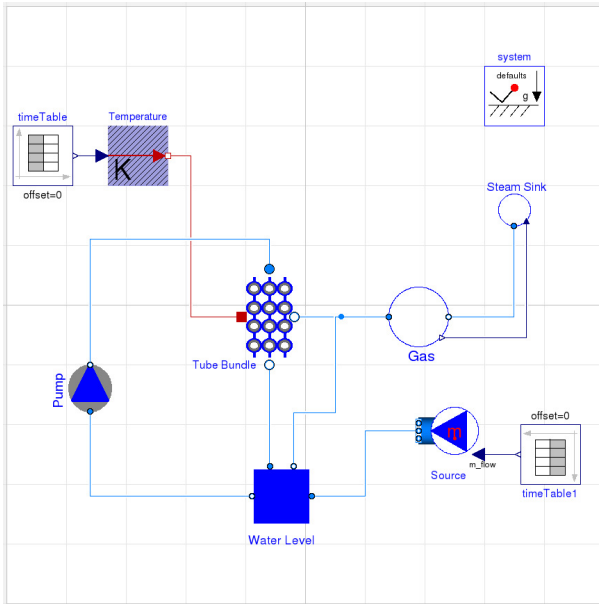 system
defaults
g
timeTable
Temperature
K
offset=0
Steam Sink
Tube Bundle
Gas
Pump
offset=0
m
m_flow
Source
timeTable1
Water Level